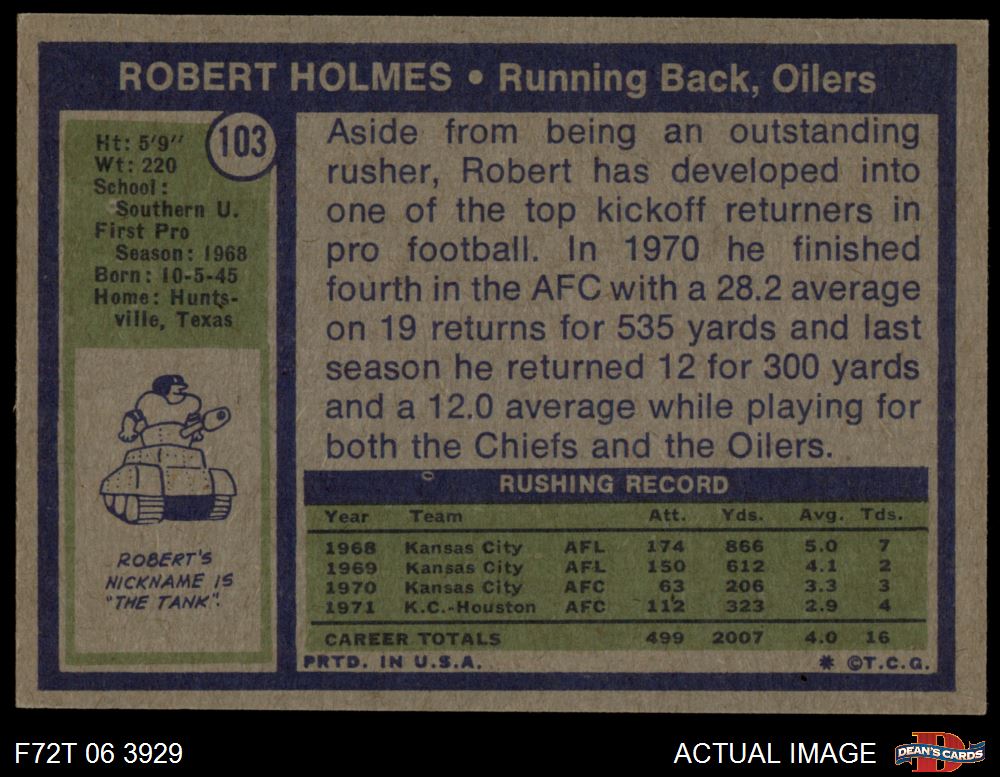 ROBERT HOLMES • Running Back, Oilers
103
Ht: 5'9"
Wt: 220
School:
Southern U.
First Pro
Season: 1968
Born: 10-5-45
Home: Hunts-
ville, Texas
ROBERT'S
NICKNAME IS
"THE TANK".
Aside from being an outstanding
rusher, Robert has developed into
one of the top kickoff returners in
pro football. In 1970 he finished
fourth in the AFC with a 28.2 average
on 19 returns for 535 yards and last
season he returned 12 for 300 yards
and a 12.0 average while playing for
both the Chiefs and the Oilers.
RUSHING RECORD
Year Team Att. Yds. Avg. Tds.
1968 Kansas City AFL 174 866 5.0 7
1969 Kansas City AFL 150 612 4.1 2
1970 Kansas City AFC 63 206 3.3 3
1971 K.C.-Houston AFC 112 323 2.9 4
CAREER TOTALS 499 2007 4.0 16
PRTD. IN U.S.A. * ©T.C.G.
F72T 06 3929 ACTUAL IMAGE DEAN'S CARDS